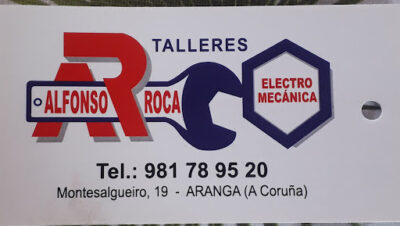 TALLERES
AR
ALFONSO ROCA
ELECTRO
MECÁNICA
Tel.: 981 78 95 20
Montesalgueiro, 19 - ARANGA (A Coruña)